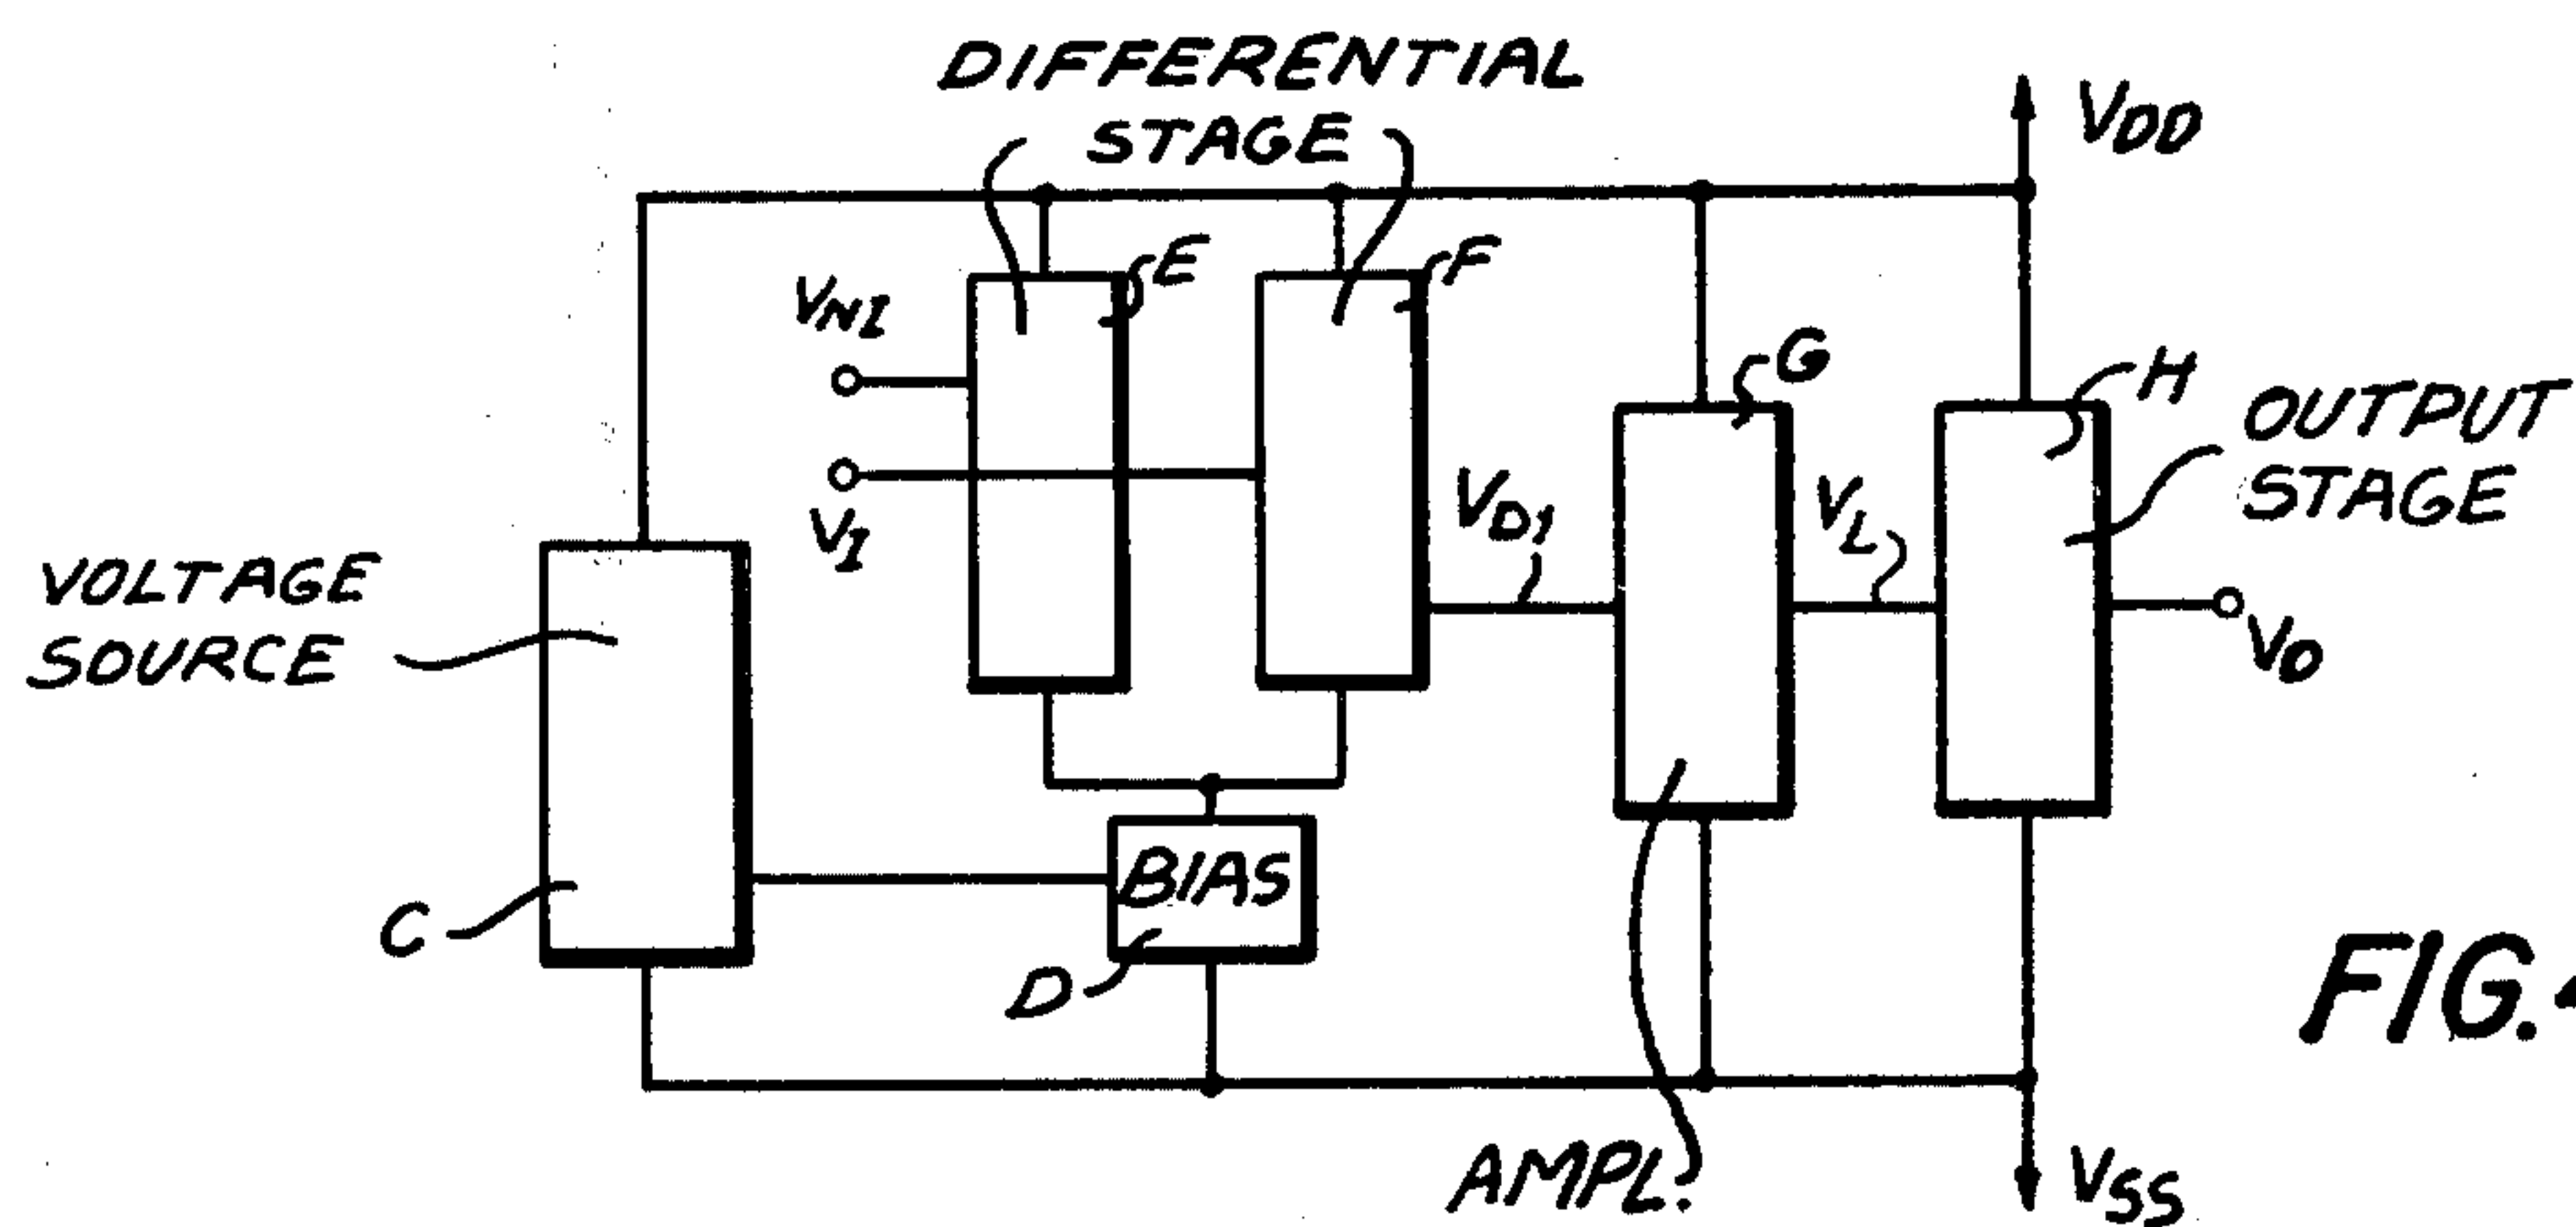 DIFFERENTIAL
STAGE
VDD
E
F
VNI
VI
G
H
OUTPUT
STAGE
VD1
VL
VO
VOLTAGE
SOURCE
C
BIAS
D
FIG.
AMPL.
VSS